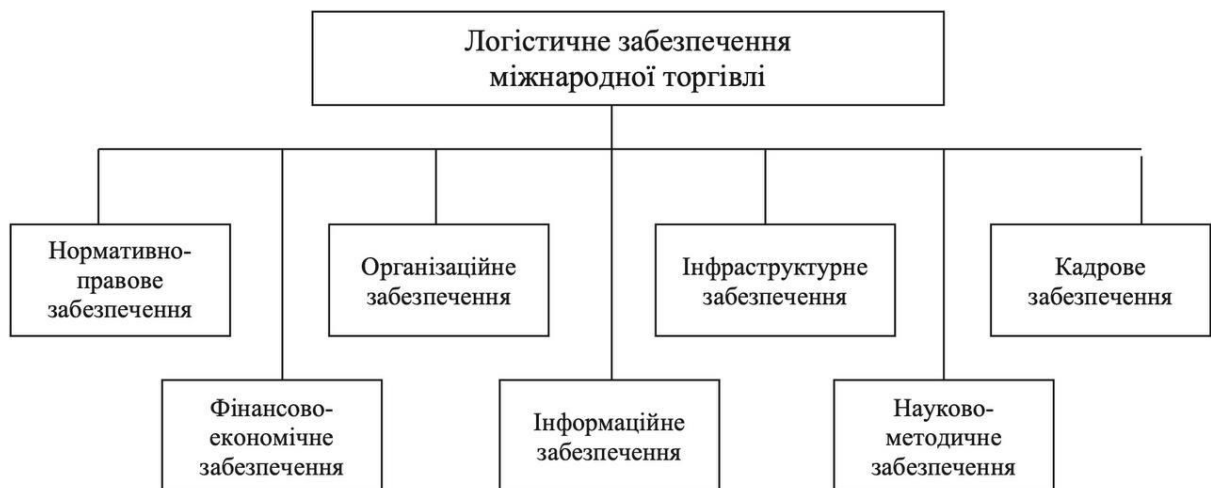 Логістичне забезпечення
міжнародної торгівлі
Нормативно-
правове
забезпечення
Організаційне
забезпечення
Інфраструктурне
забезпечення
Кадрове
забезпечення
Фінансово-
економічне
забезпечення
Інформаційне
забезпечення
Науково-
методичне
забезпечення